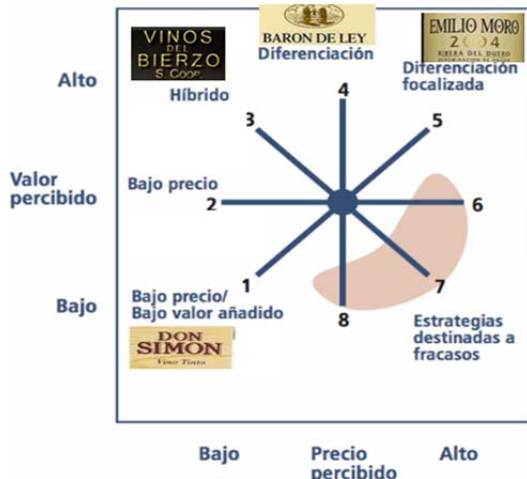 VINOS
DEL
BIERZO
S. COOP.
BARON DE LEY
EMILIO MORO
2004
RIBERA DEL DUERO
Diferenciación
Diferenciación
focalizada
Alto
Híbrido
4
3
5
Valor
percibido
Bajo precio
2
6
1
7
Bajo
Bajo precio/
Bajo valor añadido
8
Estrategias
destinadas a
fracasos
DON
SIMON
Vino Tinto
Bajo
Precio
percibido
Alto